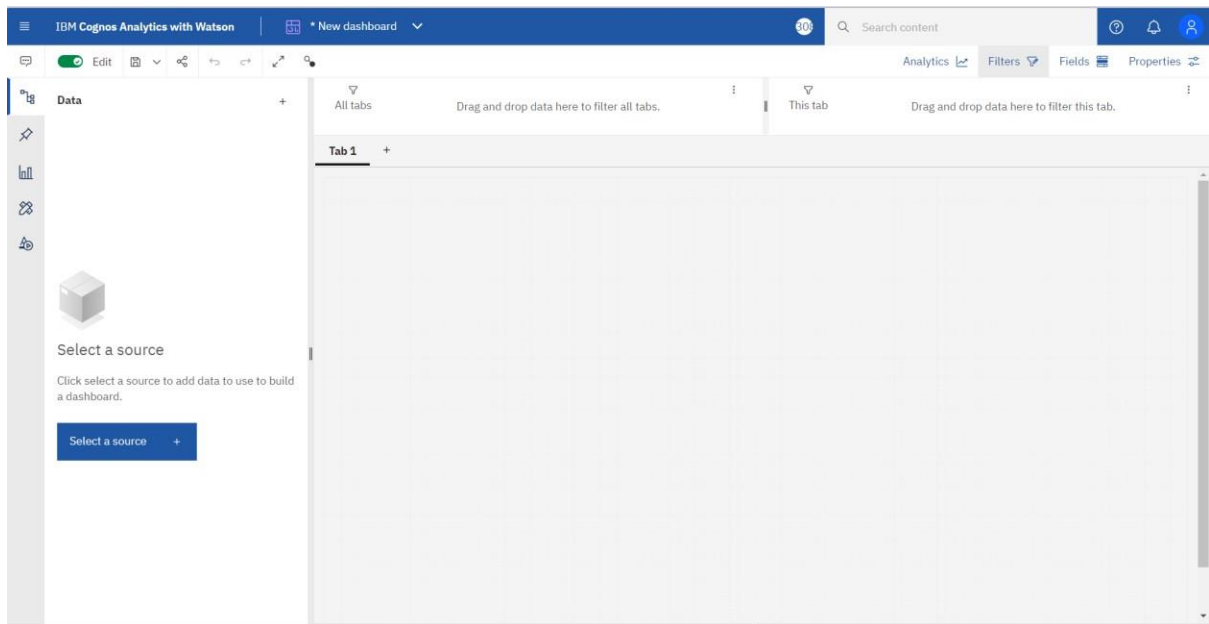 IBM Cognos Analytics with Watson
* New dashboard
30
Search content
Edit
Analytics
Filters
Fields
Properties
Data
All tabs
Drag and drop data here to filter all tabs.
This tab
Drag and drop data here to filter this tab.
Tab 1
Select a source
Click select a source to add data to use to build
a dashboard.
Select a source +